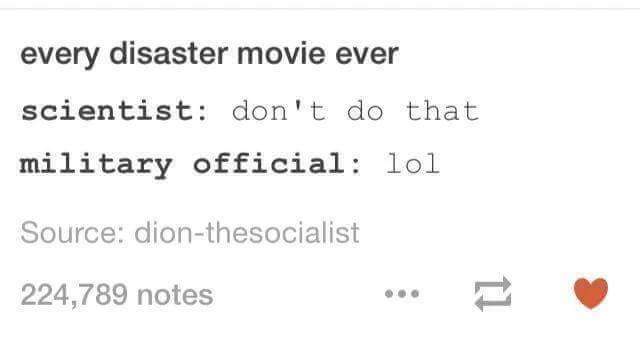 every disaster movie ever
scientist: don't do that
military official: lol
Source: dion-thesocialist
224,789 notes